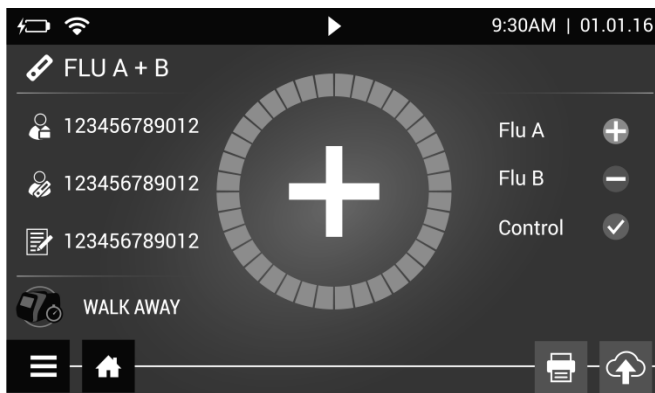 9:30AM | 01.01.16
FLU A + B
123456789012
123456789012
123456789012
WALK AWAY
Flu A
Flu B
Control